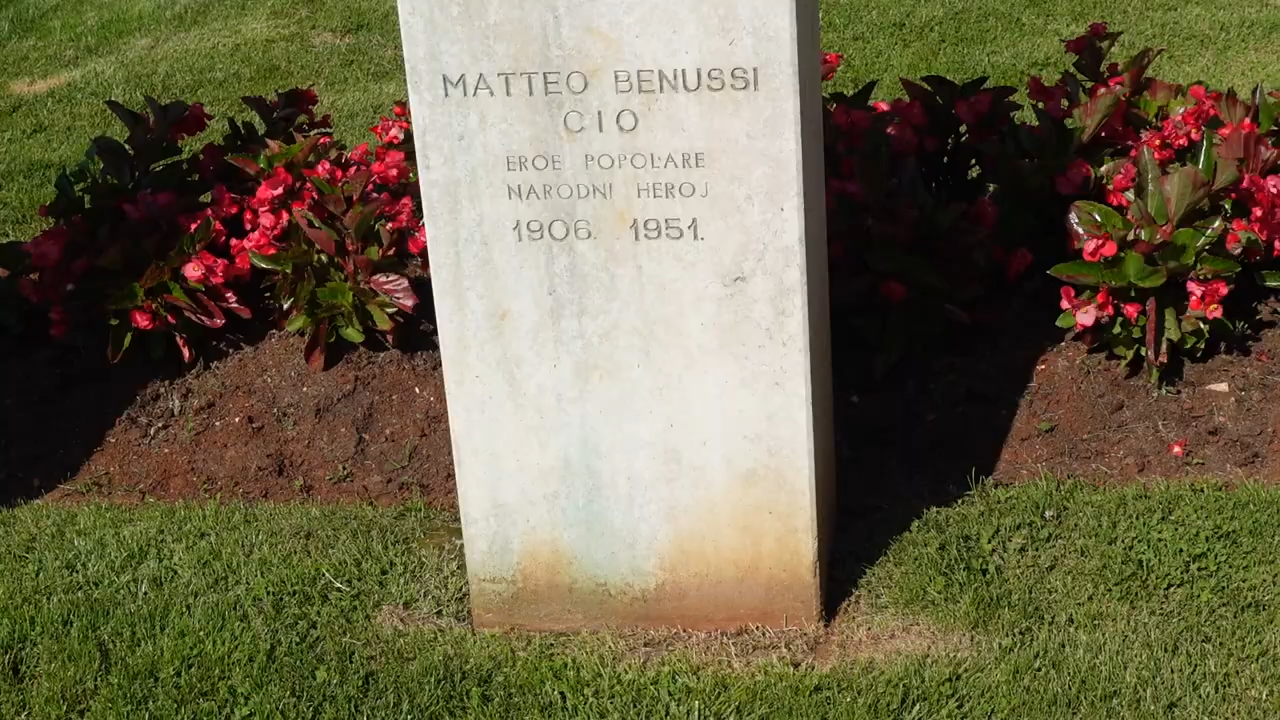 MATTEO BENUSSI
CIO
EROE POPOLARE
NARODNI HEROJ
1906. 1951.